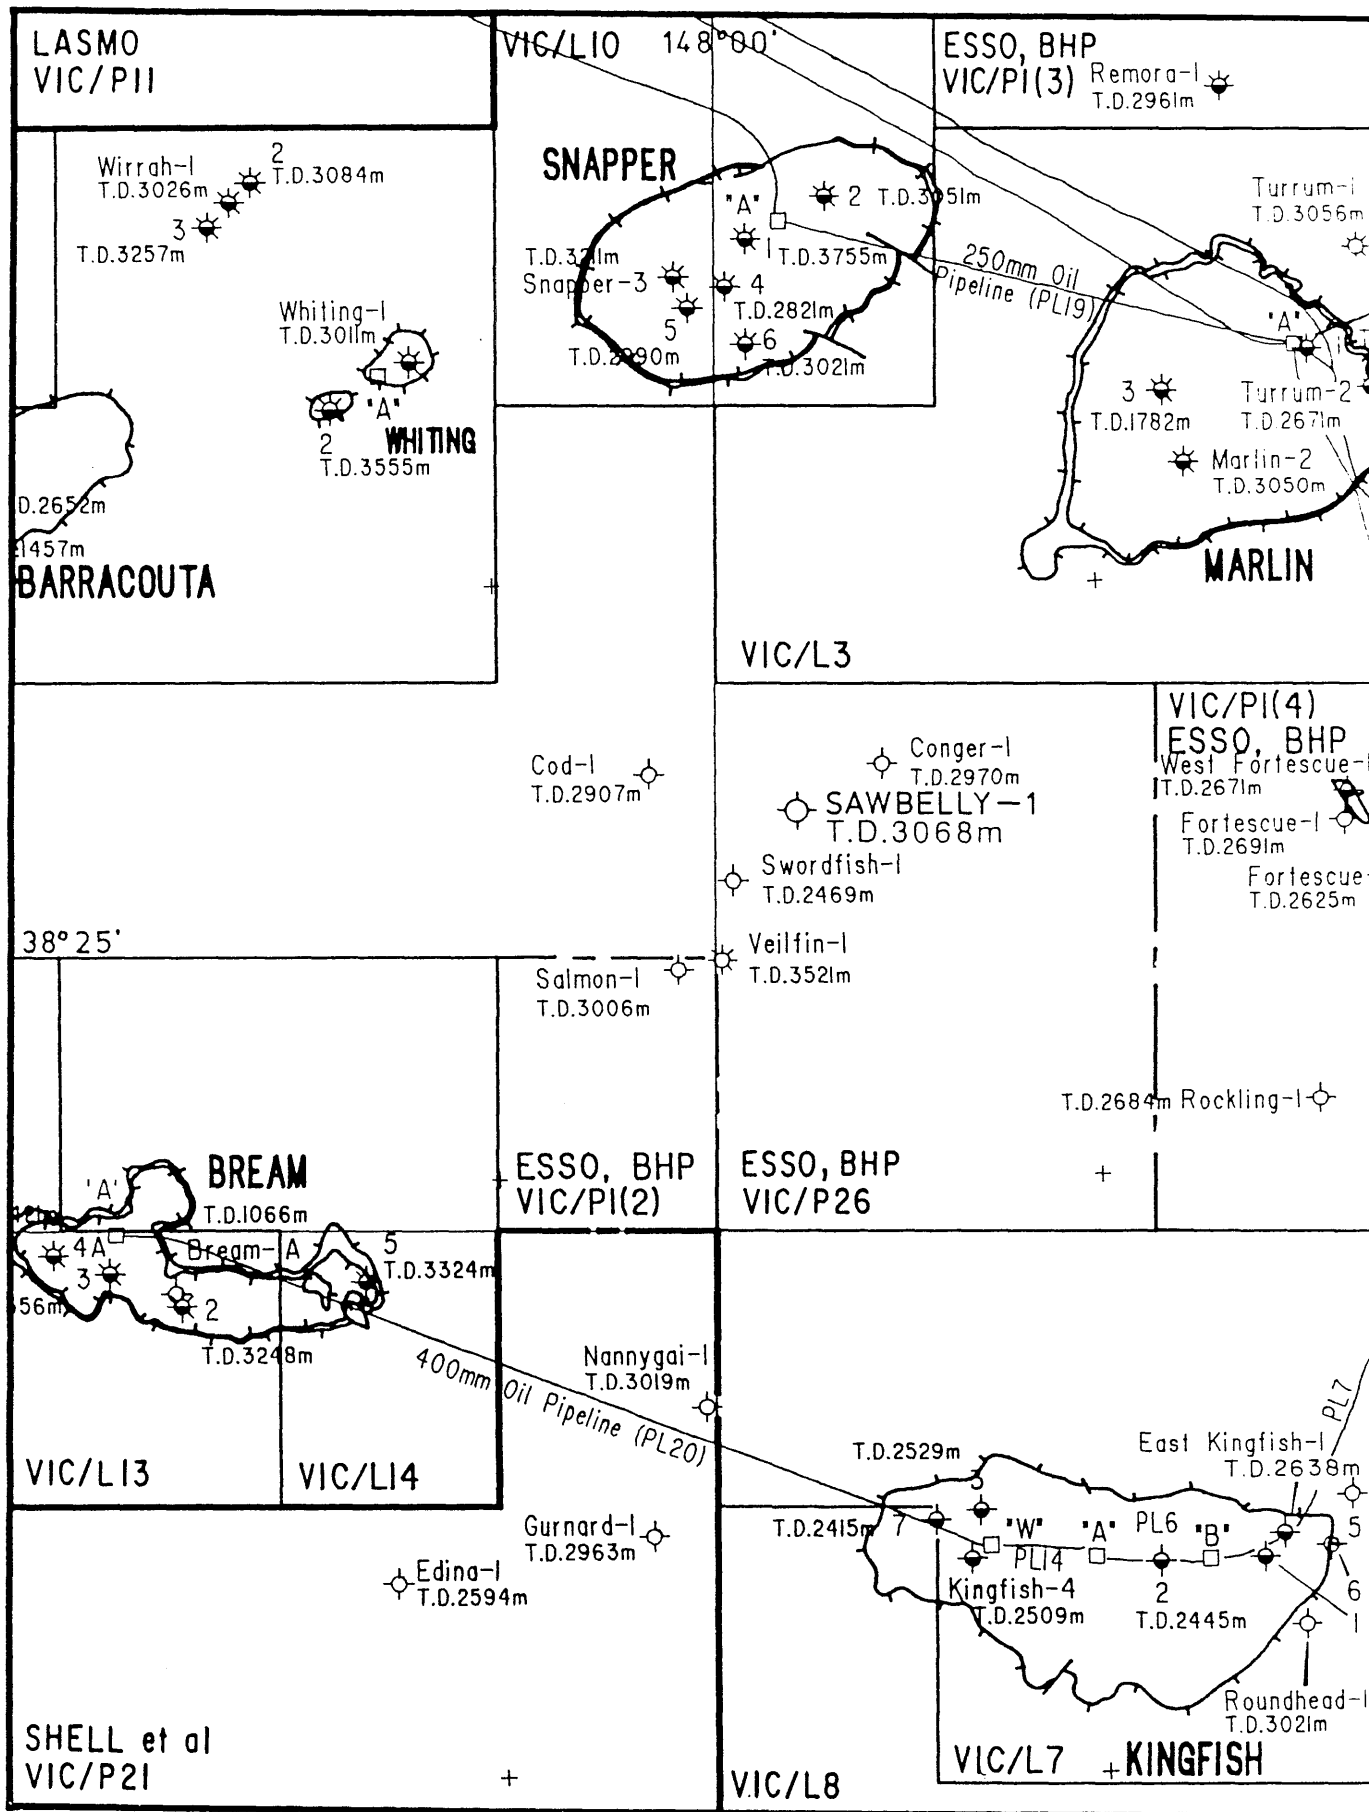 LASMO
VIC/P11
VIC/L10
148°00'
ESSO, BHP
VIC/P1(3)
Remora-1
T.D.2961m
Wirrah-1
T.D.3026m
2
T.D.3084m
3
T.D.3257m
SNAPPER
"A"
2
1
T.D.3755m
Snapper-3
4
T.D.2821m
5
6
T.D.3021m
250mm Oil
Pipeline (PL19)
Turrum-1
T.D.3056m
Whiting-1
T.D.3011m
"A"
2
WHITING
T.D.3555m
"A"
1
3
T.D.1782m
Turrum-2
T.D.2671m
Marlin-2
T.D.3050m
MARLIN
D.2652m
1457m
BARRACOUTA
VIC/L3
VIC/P1(4)
ESSO, BHP
West Fortescue-1
T.D.2671m
Fortescue-1
T.D.2691m
Fortescue-
T.D.2625m
Cod-1
T.D.2907m
Conger-1
T.D.2970m
SAWBELLY-1
T.D.3068m
Swordfish-1
T.D.2469m
38°25'
Veilfin-1
T.D.3521m
Salmon-1
T.D.3006m
T.D.2684m Rockling-1
ESSO, BHP
VIC/P1(2)
ESSO, BHP
VIC/P26
BREAM
'A'
T.D.1066m
4A
Bream-
A
5
T.D.3324m
3
56m
2
T.D.3248m
VIC/L13
VIC/L14
400mm Oil Pipeline (PL20)
Nannygai-1
T.D.3019m
Gurnard-1
T.D.2963m
Edina-1
T.D.2594m
T.D.2529m
3
PL7
East Kingfish-1
T.D.2638m
T.D.2415m
7
"W"
PL14
"A"
PL6
"B"
5
Kingfish-4
T.D.2509m
2
T.D.2445m
6
1
Roundhead-1
T.D.3021m
SHELL et al
VIC/P21
VIC/L8
VIC/L7
KINGFISH